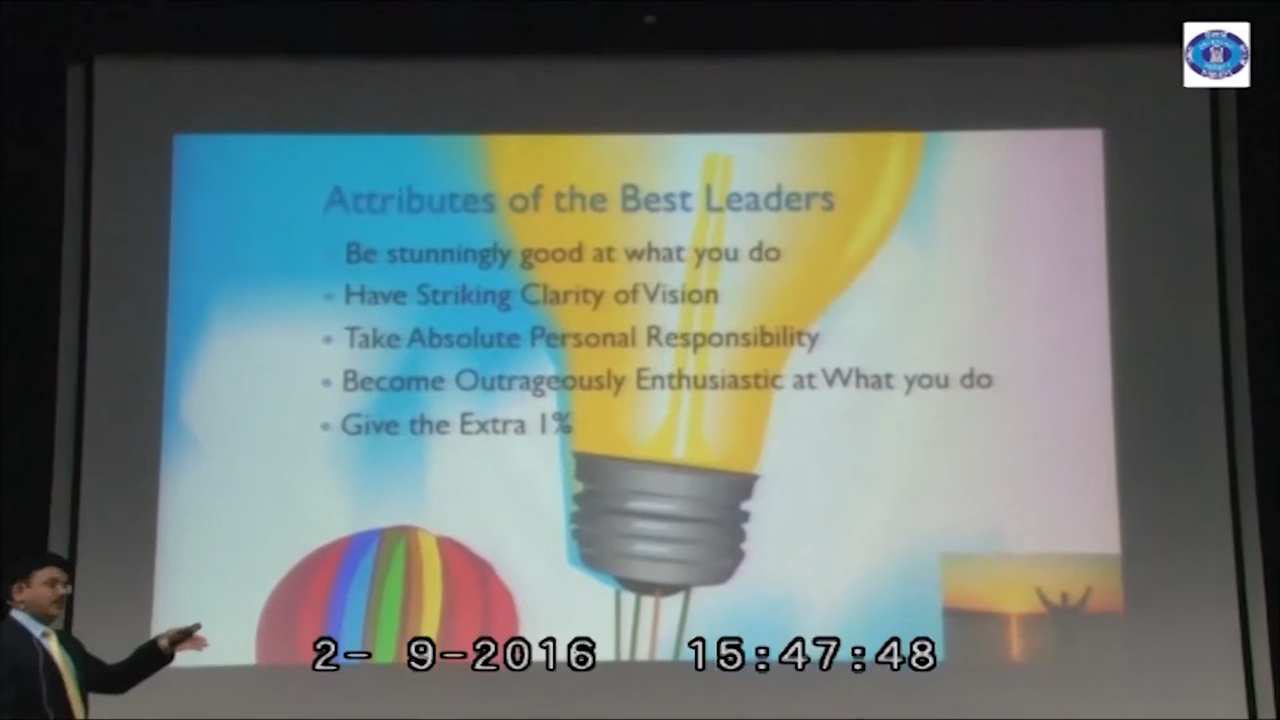 Attributes of the Best Leaders
Be stunningly good at what you do
• Have Striking Clarity of Vision
• Take Absolute Personal Responsibility
• Become Outrageously Enthusiastic at What you do
• Give the Extra 1%
2- 9-2016 15:47:48